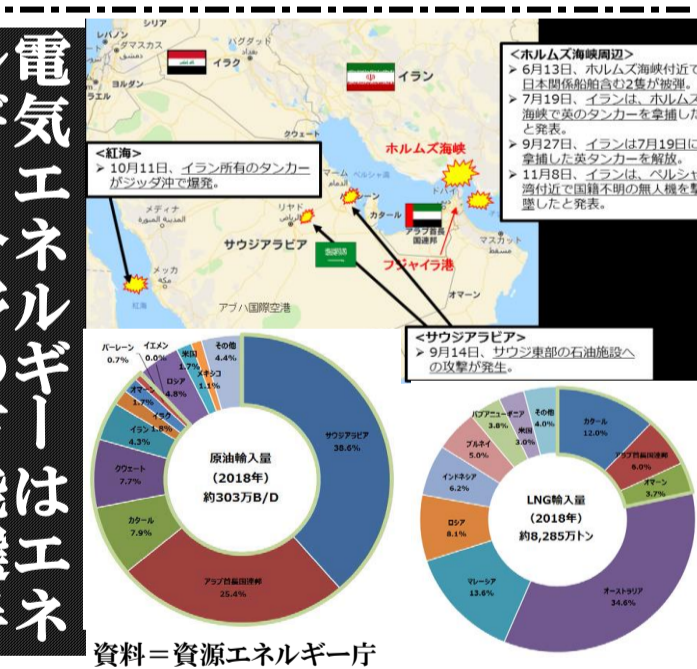 電気エネルギーはエネ
シリア
レバノン
ダマスカス
バグダッド
イラク
イラン
ヨルダン
クウェート
<ホルムズ海峡周辺>
➢ 6月13日、ホルムズ海峡付近で
日本関係船舶含む2隻が被弾。
➢ 7月19日、イランは、ホルムズ
海峡で英のタンカーを拿捕した
と発表。
➢ 9月27日、イランは7月19日に
拿捕した英タンカーを解放。
➢ 11月8日、イランは、ペルシャ
湾付近で国籍不明の無人機を撃
墜したと発表。
<紅海>
➢ 10月11日、イラン所有のタンカー
がジッダ沖で爆発。
ホルムズ海峡
ペルシャ湾
ドバイ
メディナ
المدينة المنورة
リヤド
الرياض
カタール
アラブ首長
国連邦
マスカット
サウジアラビア
フジャイラ港
メッカ
مكة
紅海
オマーン
アブハ国際空港
<サウジアラビア>
➢ 9月14日、サウジ東部の石油施設へ
の攻撃が発生。
原油輸入量
(2018年)
約303万B/D
サウジアラビア
38.6%
アラブ首長国連邦
25.4%
カタール
7.9%
クウェート
7.7%
イラン
4.3%
イラク
1.8%
オマーン
1.7%
バーレーン
0.7%
イエメン
0.0%
ロシア
4.8%
米国
1.7%
メキシコ
1.1%
その他
4.4%
LNG輸入量
(2018年)
約8,285万トン
カタール
12.0%
アラブ首長国連邦
6.0%
オマーン
3.7%
オーストラリア
34.6%
マレーシア
13.6%
ロシア
8.1%
インドネシア
6.2%
ブルネイ
5.0%
パプアニューギニア
3.8%
米国
3.0%
その他
4.0%
資料=資源エネルギー庁